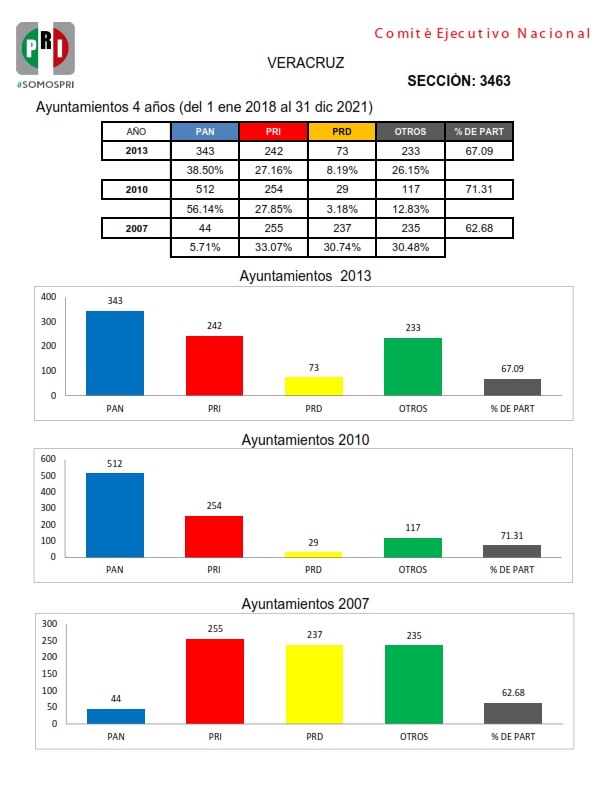 Comité Ejecutivo Nacional
PRI
#SOMOSPRI
VERACRUZ
SECCIÓN: 3463
Ayuntamientos 4 años (del 1 ene 2018 al 31 dic 2021)
AÑO PAN PRI PRD OTROS % DE PART
2013 343 242 73 233 67.09
38.50% 27.16% 8.19% 26.15%
2010 512 254 29 117 71.31
56.14% 27.85% 3.18% 12.83%
2007 44 255 237 235 62.68
5.71% 33.07% 30.74% 30.48%
Ayuntamientos 2013
400
300
200
100
0
343 242 73 233 67.09
PAN PRI PRD OTROS % DE PART
Ayuntamientos 2010
600
500
400
300
200
100
0
512 254 29 117 71.31
PAN PRI PRD OTROS % DE PART
Ayuntamientos 2007
300
250
200
150
100
50
0
44 255 237 235 62.68
PAN PRI PRD OTROS % DE PART